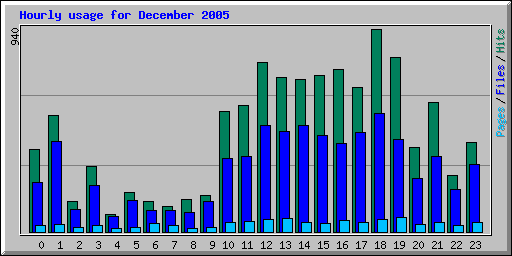 Hourly usage for December 2005
940
Pages/Files/Hits
0 1 2 3 4 5 6 7 8 9 10 11 12 13 14 15 16 17 18 19 20 21 22 23